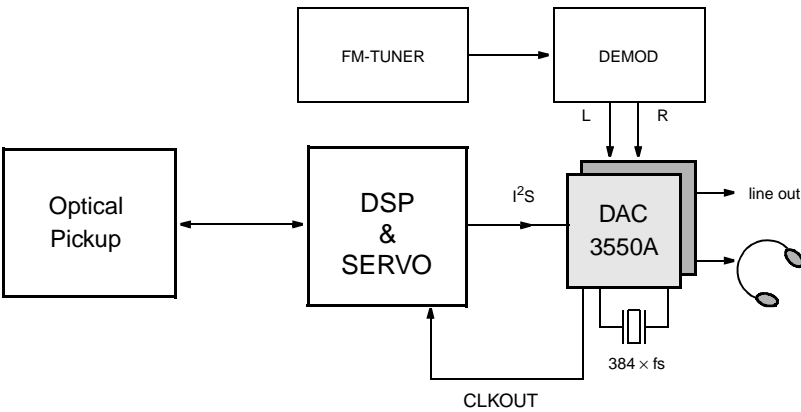 FM-TUNER
DEMOD
L
R
Optical
Pickup
DSP
&
SERVO
I²S
DAC
3550A
line out
384 × fs
CLKOUT